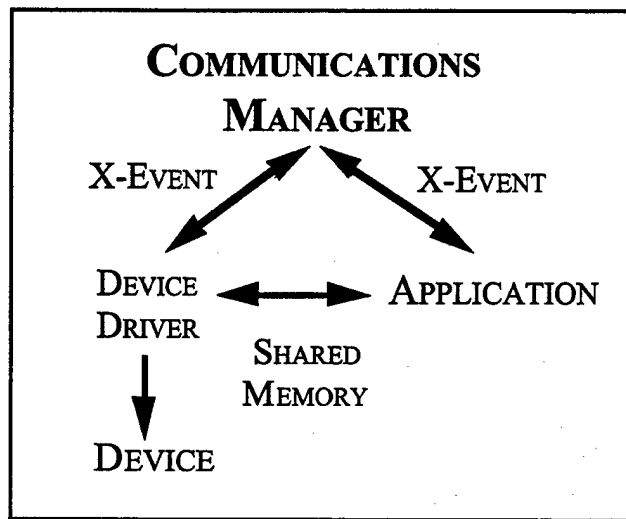 COMMUNICATIONS
MANAGER
X-EVENT X-EVENT
DEVICE
DRIVER
APPLICATION
SHARED
MEMORY
DEVICE